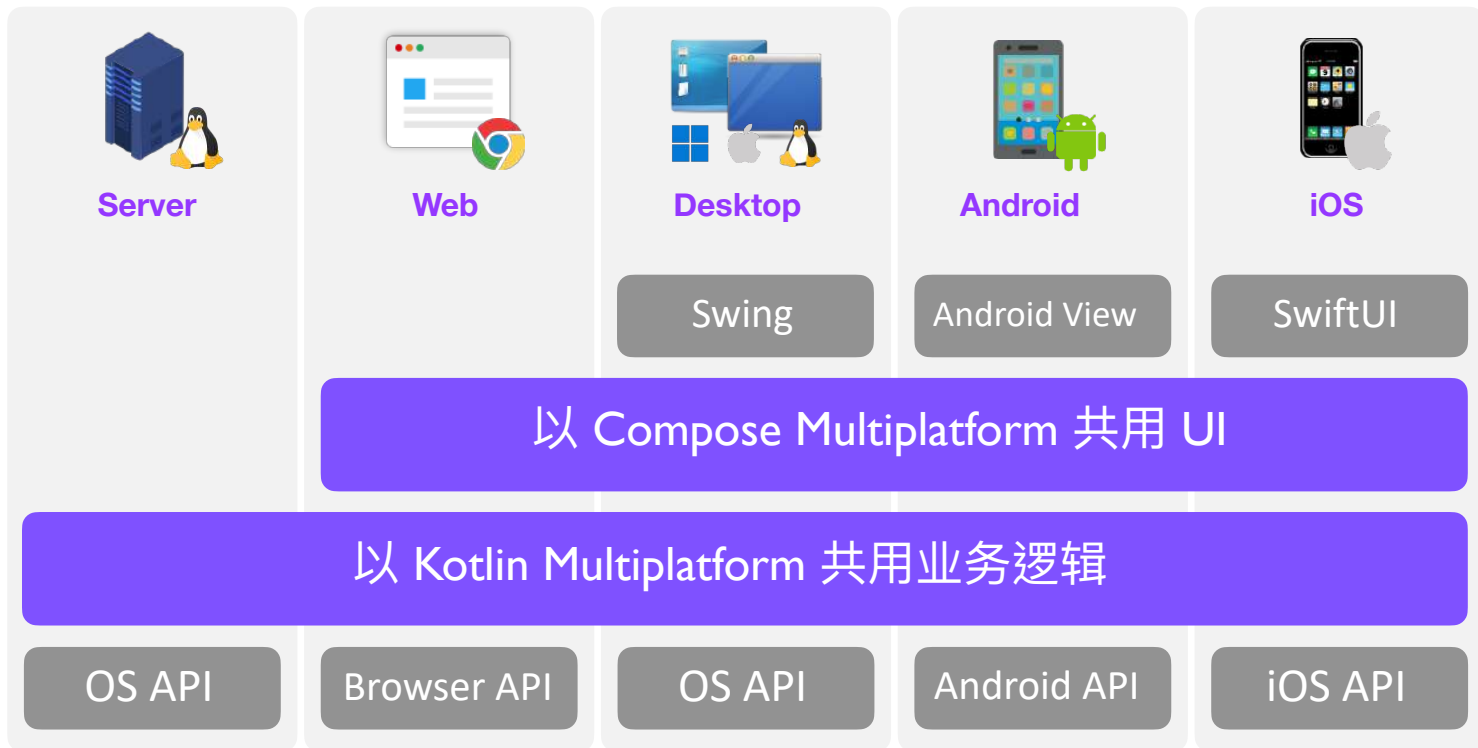 Server
Web
Desktop
Android
iOS
Swing
Android View
SwiftUI
以 Compose Multiplatform 共用 UI
以 Kotlin Multiplatform 共用业务逻辑
OS API
Browser API
OS API
Android API
iOS API